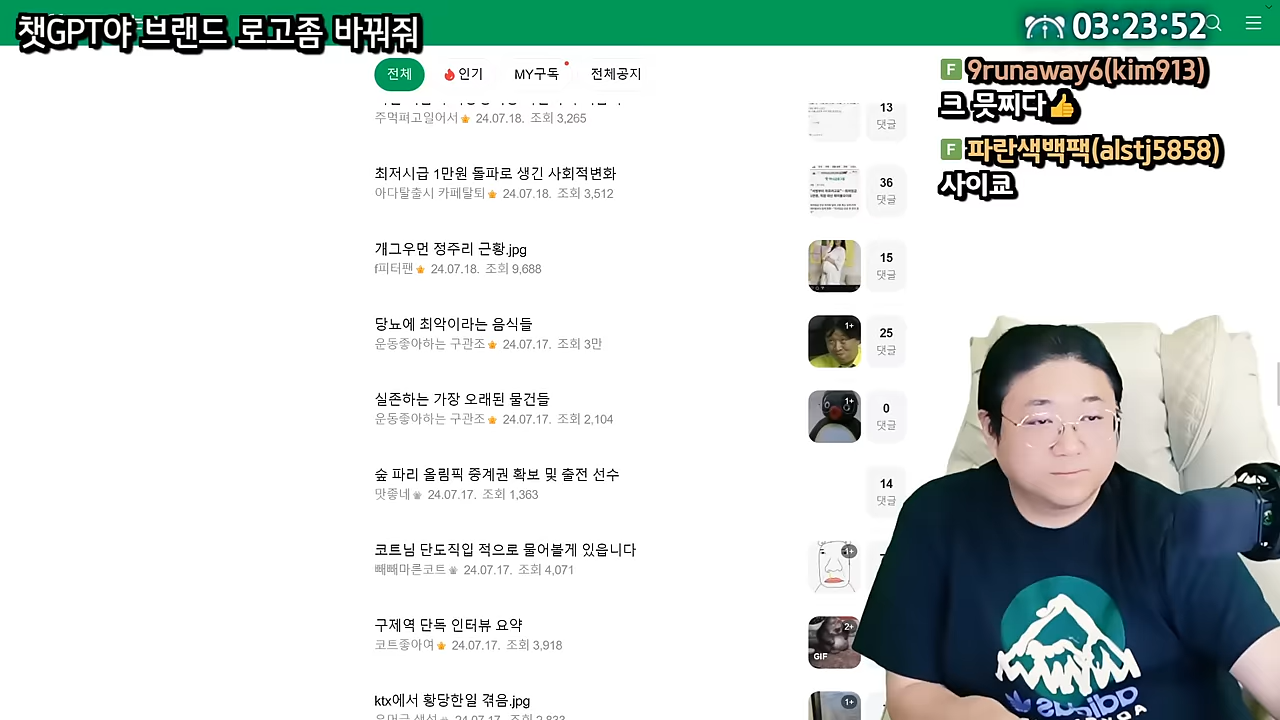 챗GPT야 브랜드 로고좀 바꿔줘
03:23:52
전체 인기 MY구독 전체공지
F 9runaway6(kim913)
크 뭇찌다👍
F 파란색백팩(alstj5858)
사이쿄
주먹펴고일어서 24.07.18. 조회 3,265
13
댓글
최저시급 1만원 돌파로 생긴 사회적변화
야다탈출시 카페탈퇴 24.07.18. 조회 3,512
36
댓글
개그우먼 정주리 근황.jpg
f피터팬 24.07.18. 조회 9,688
15
댓글
당뇨에 최악이라는 음식들
운동좋아하는 구관조 24.07.17. 조회 3만
1+
25
댓글
실존하는 가장 오래된 물건들
운동좋아하는 구관조 24.07.17. 조회 2,104
1+
0
댓글
숲 파리 올림픽 중계권 확보 및 출전 선수
맛좋네 24.07.17. 조회 1,363
14
댓글
코트님 단도직입 적으로 물어볼게 있읍니다
빼빼마른코트 24.07.17. 조회 4,071
1+
구제역 단독 인터뷰 요약
코트좋아여 24.07.17. 조회 3,918
2+
GIF
ktx에서 황당한일 겪음.jpg
24.07.17. 조회 2,833
1+
adidas